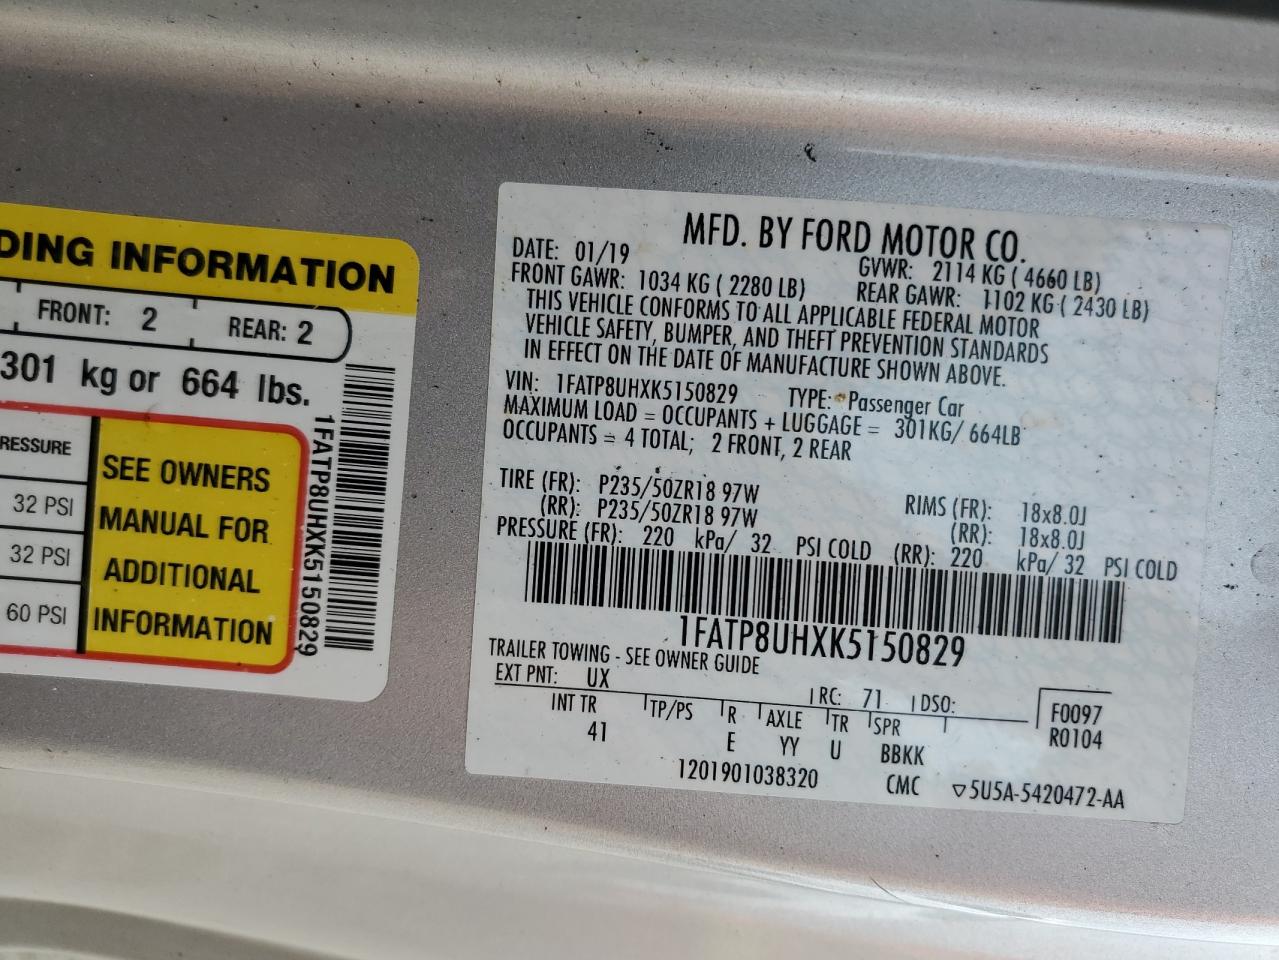 DING INFORMATION
FRONT: 2 REAR: 2
301 kg or 664 lbs.
RESSURE
32 PSI
32 PSI
60 PSI
SEE OWNERS
MANUAL FOR
ADDITIONAL
INFORMATION
1FATP8UHXK5150829
MFD. BY FORD MOTOR CO.
DATE: 01/19 GVWR: 2114 KG ( 4660 LB)
FRONT GAWR: 1034 KG ( 2280 LB) REAR GAWR: 1102 KG ( 2430 LB)
THIS VEHICLE CONFORMS TO ALL APPLICABLE FEDERAL MOTOR
VEHICLE SAFETY, BUMPER, AND THEFT PREVENTION STANDARDS
IN EFFECT ON THE DATE OF MANUFACTURE SHOWN ABOVE.
VIN: 1FATP8UHXK5150829 TYPE: Passenger Car
MAXIMUM LOAD = OCCUPANTS + LUGGAGE = 301KG/ 664LB
OCCUPANTS = 4 TOTAL; 2 FRONT, 2 REAR
TIRE (FR): P235/50ZR18 97W RIMS (FR): 18x8.0J
(RR): P235/50ZR18 97W (RR): 18x8.0J
PRESSURE (FR): 220 kPa/ 32 PSI COLD (RR): 220 kPa/ 32 PSI COLD
1FATP8UHXK5150829
TRAILER TOWING - SEE OWNER GUIDE
EXT PNT: UX RC: 71 DSO: F0097
INT TR TP/PS R AXLE TR SPR R0104
41 E YY U BBKK
1201901038320 CMC ▽5U5A-5420472-AA